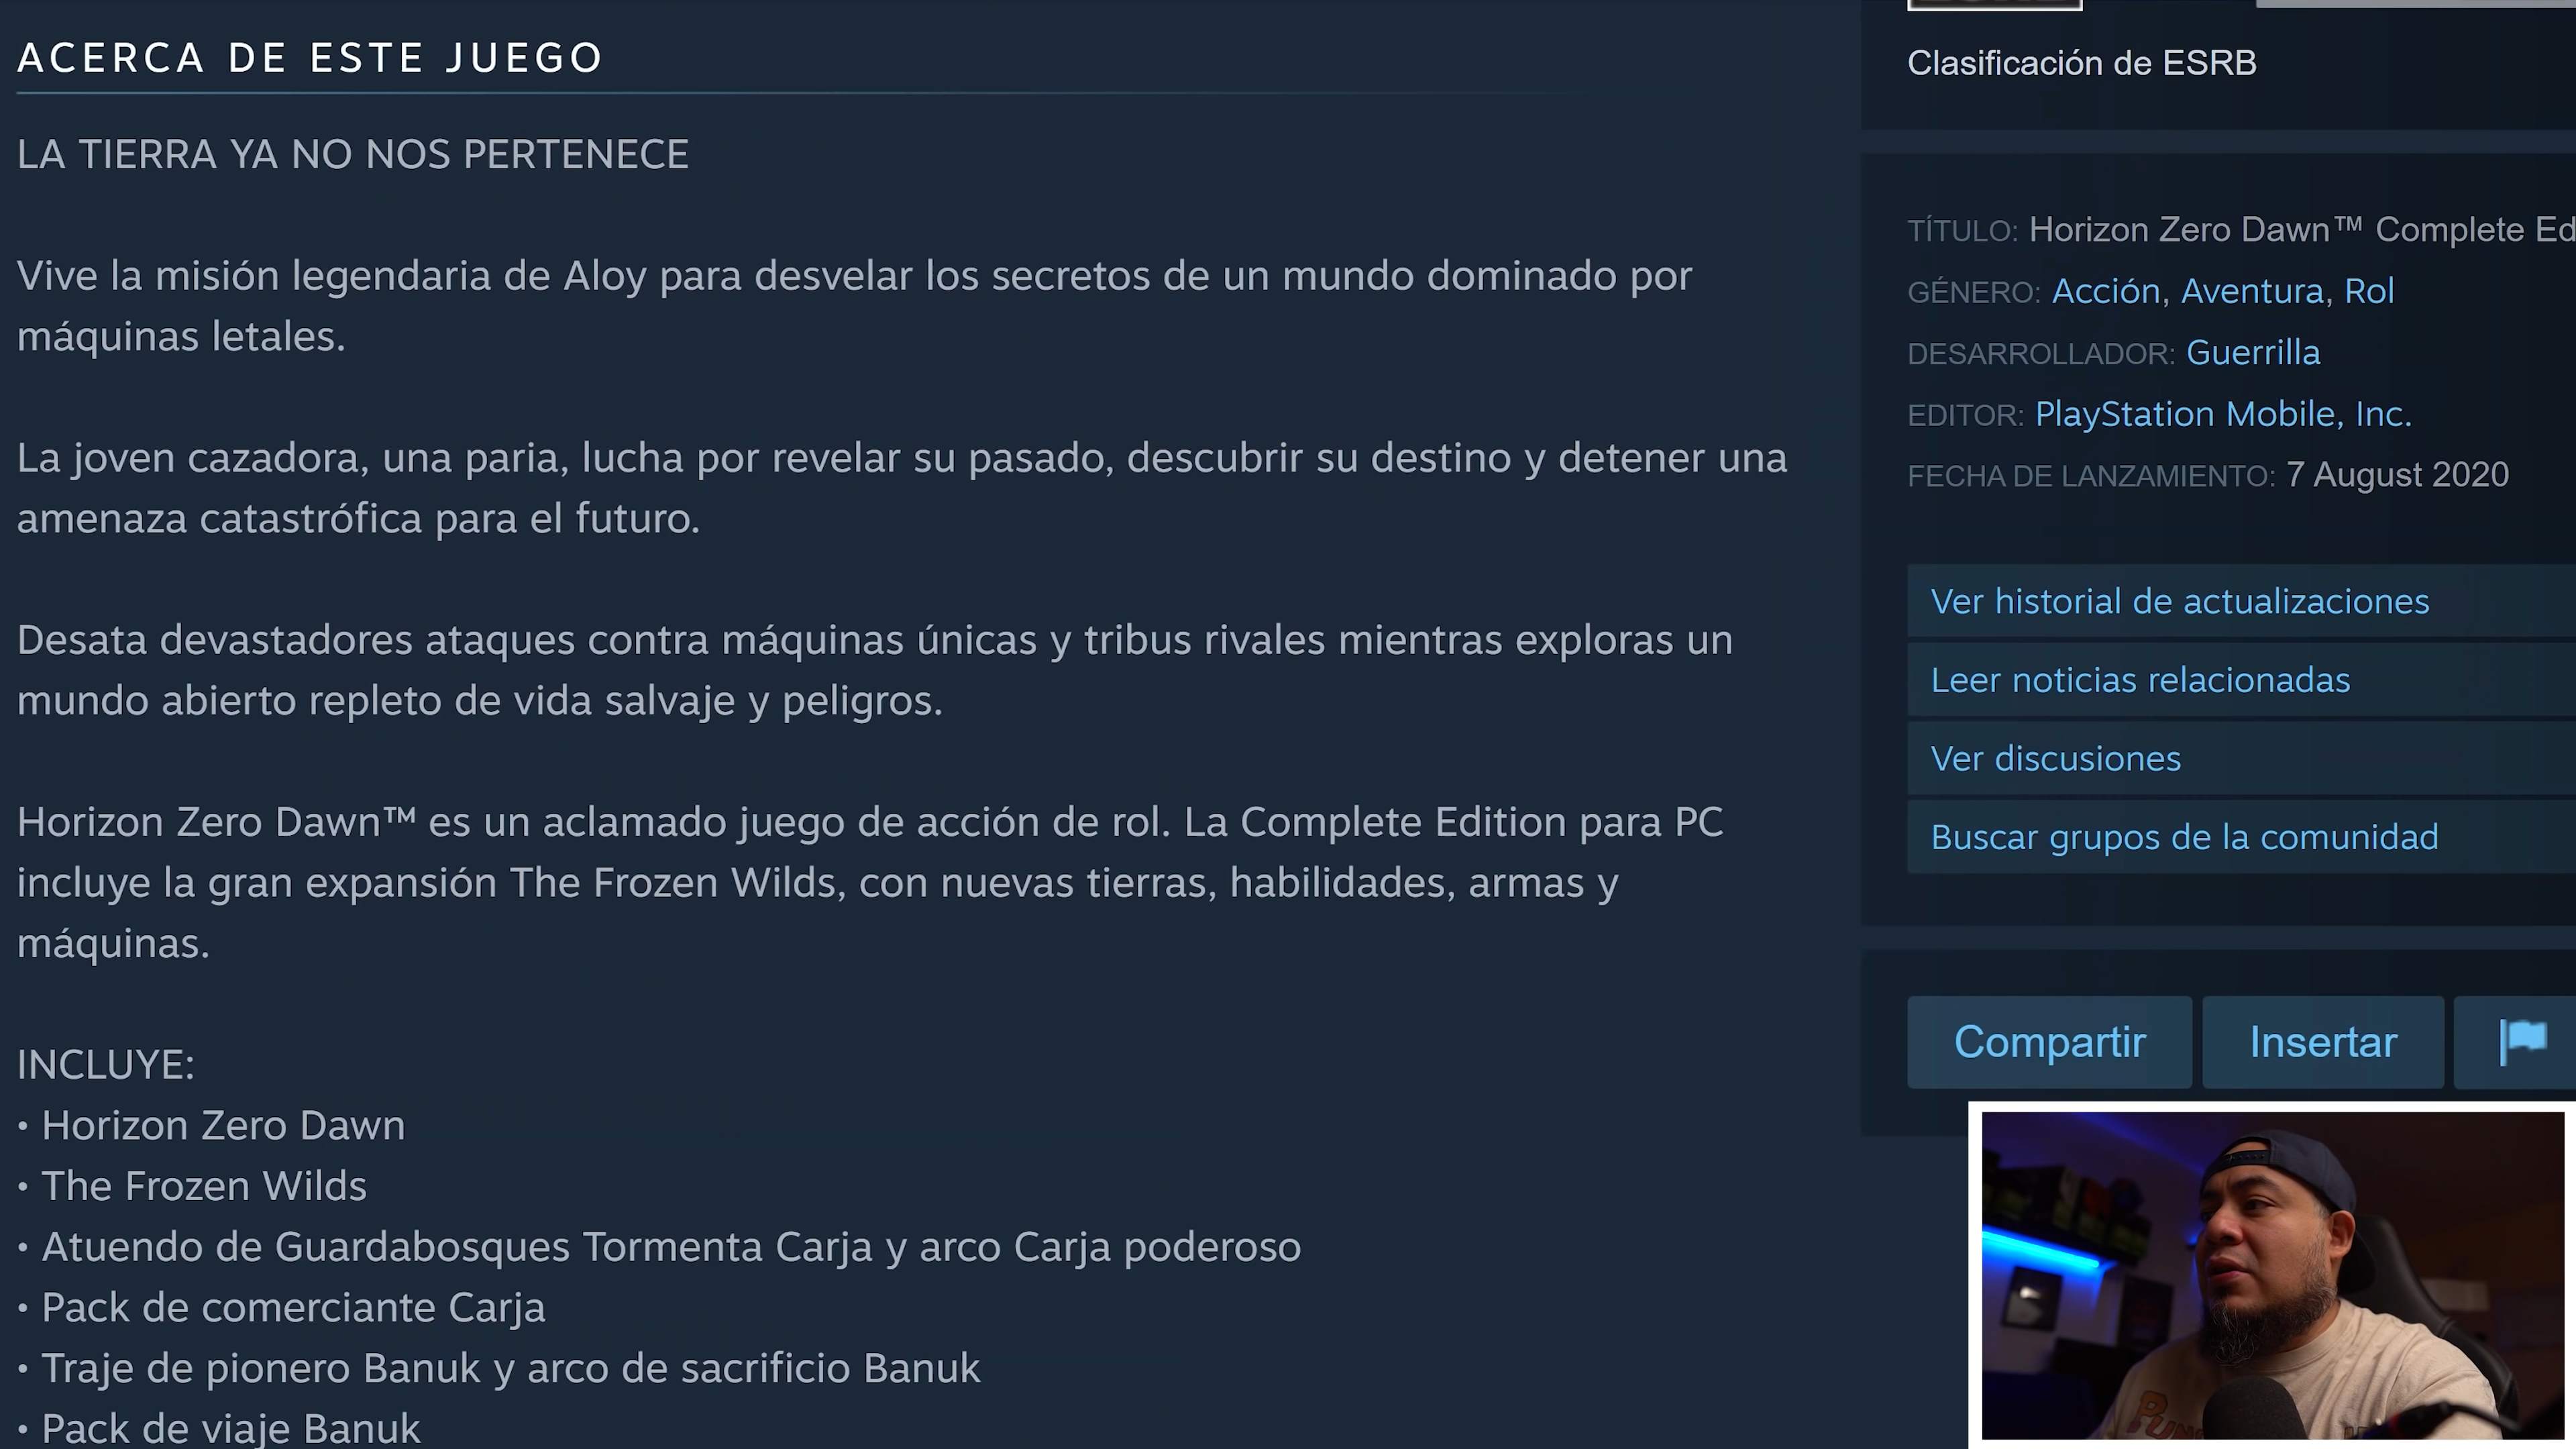 ACERCA DE ESTE JUEGO
LA TIERRA YA NO NOS PERTENECE
Vive la misión legendaria de Aloy para desvelar los secretos de un mundo dominado por
máquinas letales.
La joven cazadora, una paria, lucha por revelar su pasado, descubrir su destino y detener una
amenaza catastrófica para el futuro.
Desata devastadores ataques contra máquinas únicas y tribus rivales mientras exploras un
mundo abierto repleto de vida salvaje y peligros.
Horizon Zero Dawn™ es un aclamado juego de acción de rol. La Complete Edition para PC
incluye la gran expansión The Frozen Wilds, con nuevas tierras, habilidades, armas y
máquinas.
INCLUYE:
• Horizon Zero Dawn
• The Frozen Wilds
• Atuendo de Guardabosques Tormenta Carja y arco Carja poderoso
• Pack de comerciante Carja
• Traje de pionero Banuk y arco de sacrificio Banuk
• Pack de viaje Banuk
Clasificación de ESRB
TÍTULO: Horizon Zero Dawn™ Complete Ed
GÉNERO: Acción, Aventura, Rol
DESARROLLADOR: Guerrilla
EDITOR: PlayStation Mobile, Inc.
FECHA DE LANZAMIENTO: 7 August 2020
Ver historial de actualizaciones
Leer noticias relacionadas
Ver discusiones
Buscar grupos de la comunidad
Compartir
Insertar